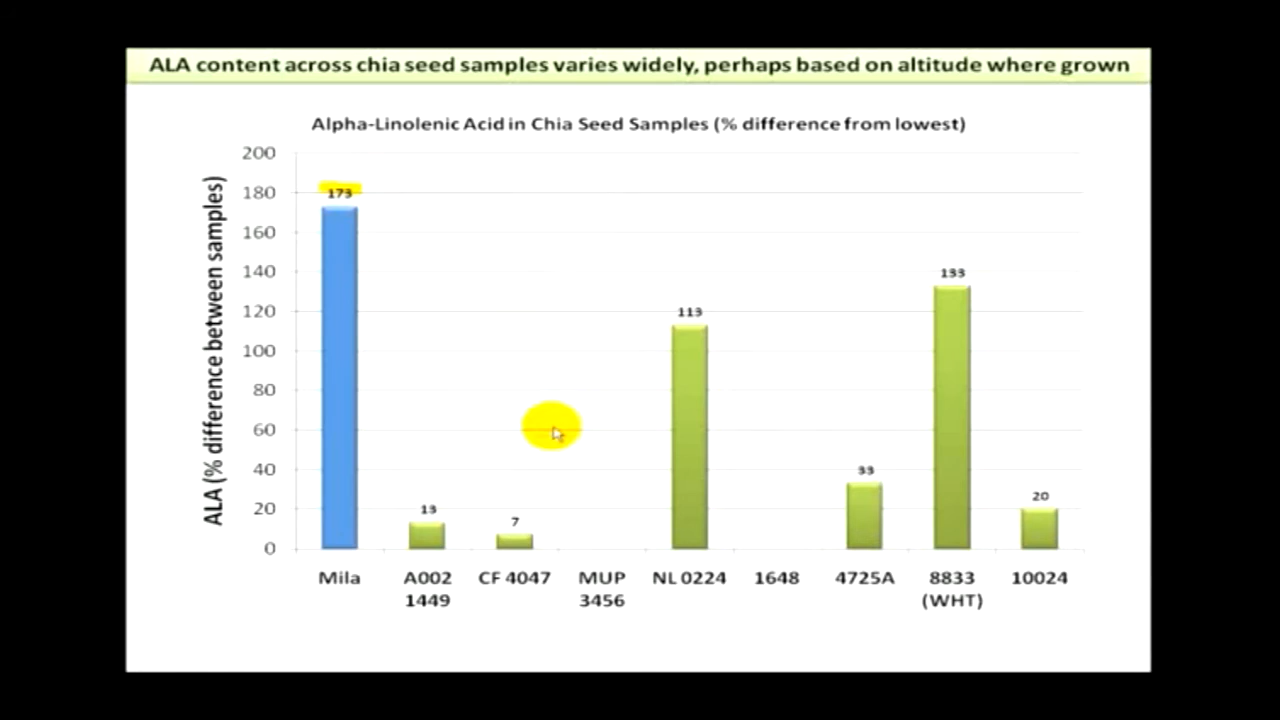 ALA content across chia seed samples varies widely, perhaps based on altitude where grown
Alpha-Linolenic Acid in Chia Seed Samples (% difference from lowest)
ALA (% difference between samples)
200
180
160
140
120
100
80
60
40
20
0
173
13
7
113
33
133
20
Mila
A002
1449
CF 4047
MUP
3456
NL 0224
1648
4725A
8833
(WHT)
10024